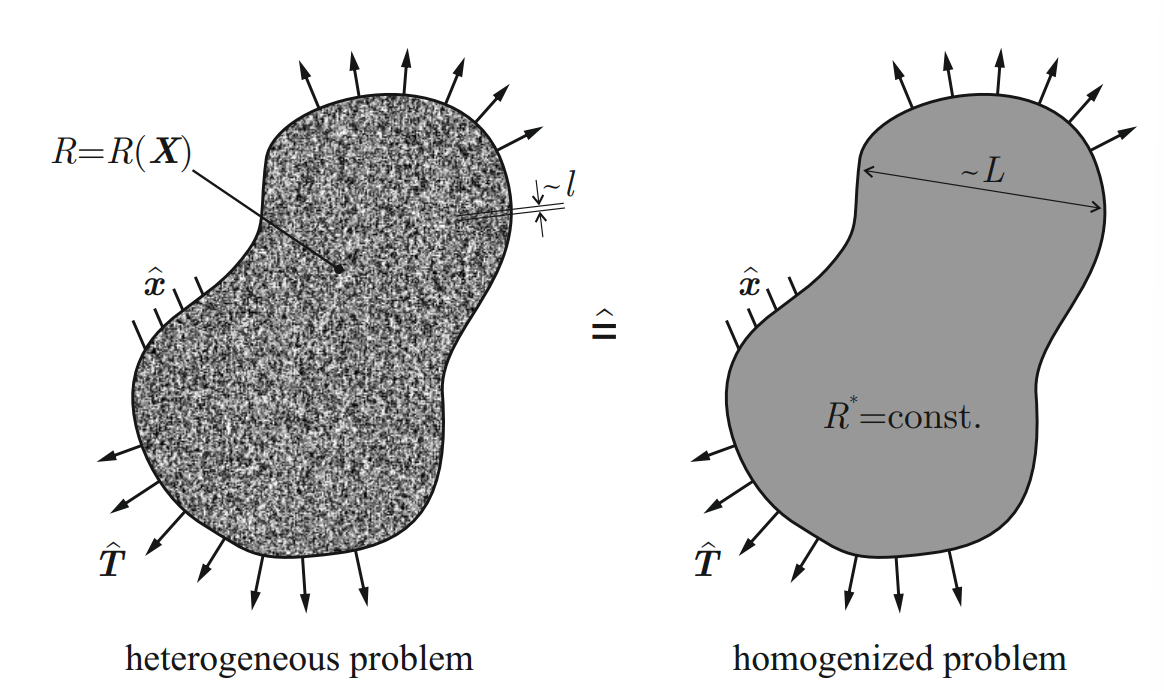 R=R(X)
~l
x̂
T̂
heterogeneous problem
≙
~L
x̂
R*=const.
T̂
homogenized problem